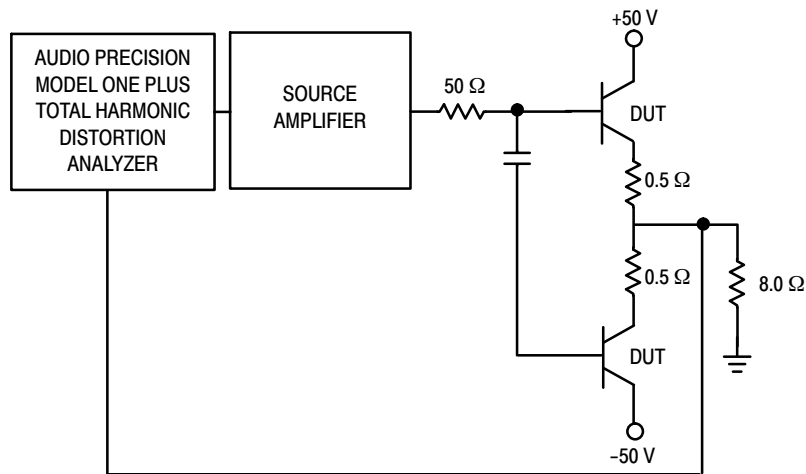 AUDIO PRECISION
MODEL ONE PLUS
TOTAL HARMONIC
DISTORTION
ANALYZER
SOURCE
AMPLIFIER
50 Ω
+50 V
DUT
0.5 Ω
0.5 Ω
8.0 Ω
DUT
−50 V